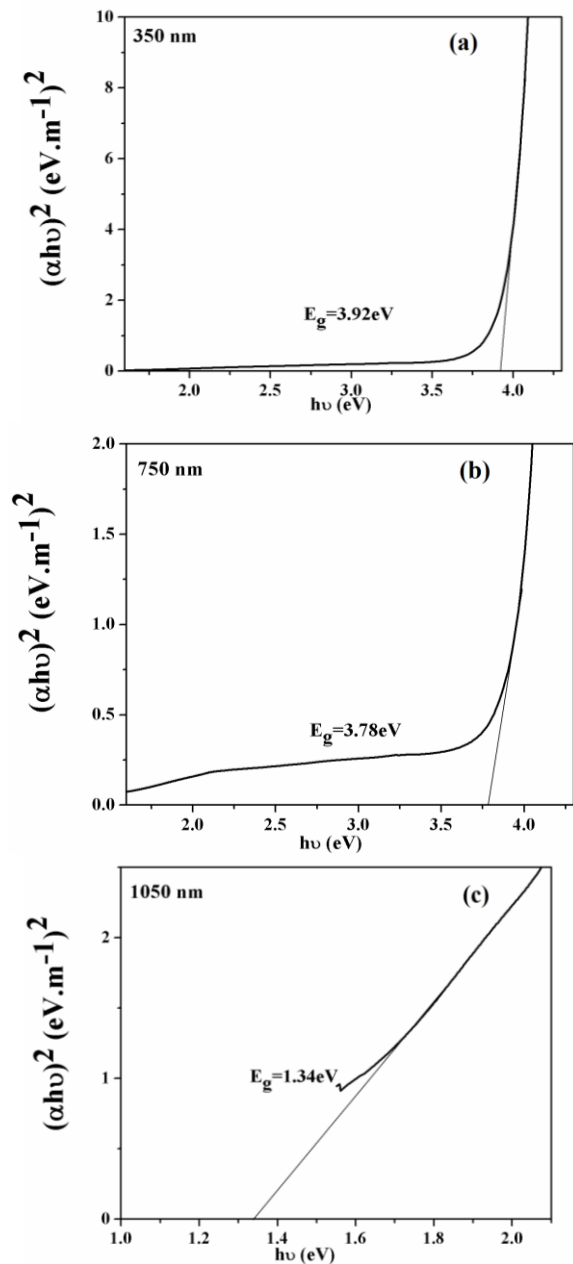 350 nm
(a)
10
8
6
4
2
0
(αhυ)² (eV.m⁻¹)²
E_g=3.92eV
2.0 2.5 3.0 3.5 4.0
hυ (eV)
750 nm
(b)
2.0
1.5
1.0
0.5
0.0
(αhυ)² (eV.m⁻¹)²
E_g=3.78eV
2.0 2.5 3.0 3.5 4.0
hυ (eV)
1050 nm
(c)
2
1
0
(αhυ)² (eV.m⁻¹)²
E_g=1.34eV
1.0 1.2 1.4 1.6 1.8 2.0
hυ (eV)